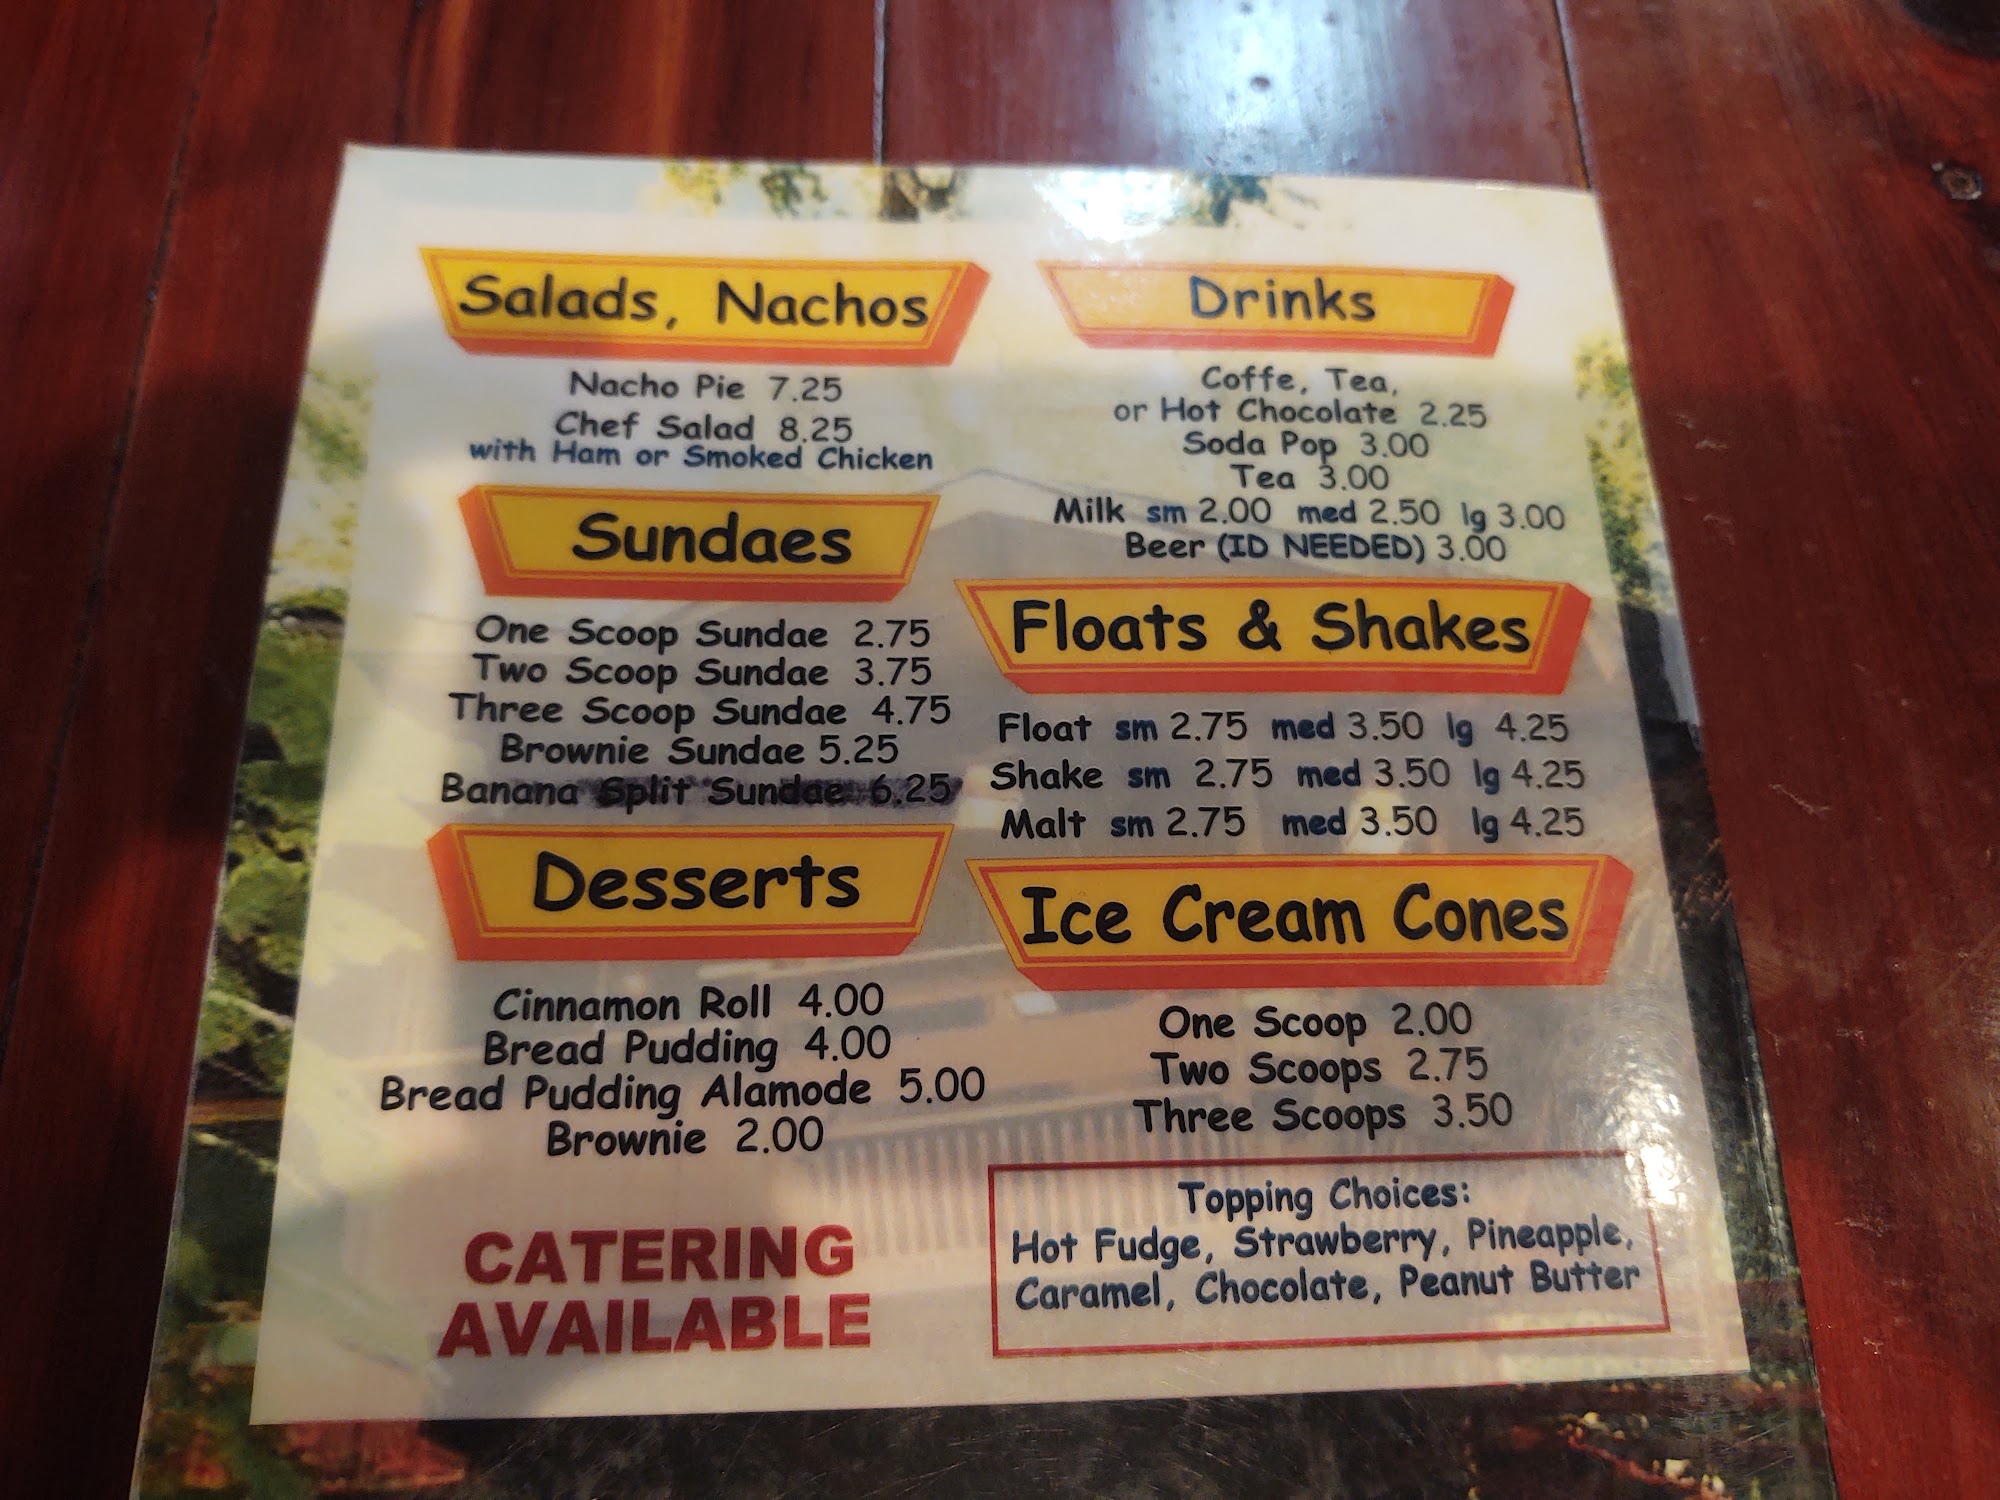 Salads, Nachos
Nacho Pie 7.25
Chef Salad 8.25
with Ham or Smoked Chicken
Sundaes
One Scoop Sundae 2.75
Two Scoop Sundae 3.75
Three Scoop Sundae 4.75
Brownie Sundae 5.25
Banana Split Sundae 6.25
Desserts
Cinnamon Roll 4.00
Bread Pudding 4.00
Bread Pudding Alamode 5.00
Brownie 2.00
CATERING
AVAILABLE
Drinks
Coffe, Tea,
or Hot Chocolate 2.25
Soda Pop 3.00
Tea 3.00
Milk sm 2.00 med 2.50 lg 3.00
Beer (ID NEEDED) 3.00
Floats & Shakes
Float sm 2.75 med 3.50 lg 4.25
Shake sm 2.75 med 3.50 lg 4.25
Malt sm 2.75 med 3.50 lg 4.25
Ice Cream Cones
One Scoop 2.00
Two Scoops 2.75
Three Scoops 3.50
Topping Choices:
Hot Fudge, Strawberry, Pineapple,
Caramel, Chocolate, Peanut Butter